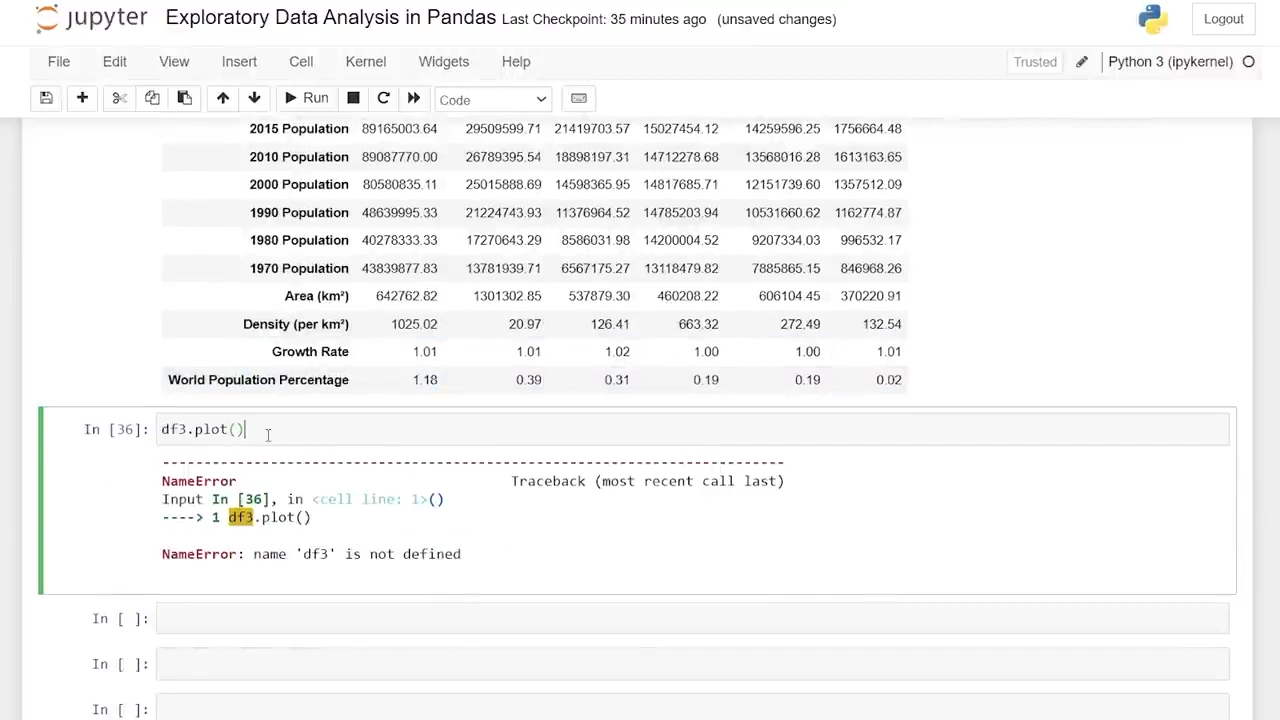 jupyter Exploratory Data Analysis in Pandas Last Checkpoint: 35 minutes ago (unsaved changes) Logout
File Edit View Insert Cell Kernel Widgets Help Trusted Python 3 (ipykernel)
Run Code
2015 Population 89165003.64 29509599.71 21419703.57 15027454.12 14259596.25 1756664.48
2010 Population 89087770.00 26789395.54 18898197.31 14712278.68 13568016.28 1613163.65
2000 Population 80580835.11 25015888.69 14598365.95 14817685.71 12151739.60 1357512.09
1990 Population 48639995.33 21224743.93 11376964.52 14785203.94 10531660.62 1162774.87
1980 Population 40278333.33 17270643.29 8586031.98 14200004.52 9207334.03 996532.17
1970 Population 43839877.83 13781939.71 6567175.27 13118479.82 7885865.15 846968.26
Area (km²) 642762.82 1301302.85 537879.30 460208.22 606104.45 370220.91
Density (per km²) 1025.02 20.97 126.41 663.32 272.49 132.54
Growth Rate 1.01 1.01 1.02 1.00 1.00 1.01
World Population Percentage 1.18 0.39 0.31 0.19 0.19 0.02
In [36]: df3.plot()
---------------------------------------------------------------------------
NameError Traceback (most recent call last)
Input In [36], in <cell line: 1>()
----> 1 df3.plot()
NameError: name 'df3' is not defined
In [ ]:
In [ ]:
In [ ]: